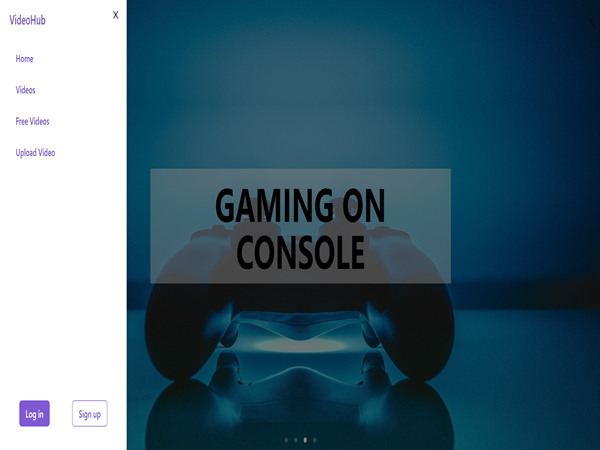 VideoHub
X
Home
Videos
Free Videos
Upload Video
Log in
Sign up
GAMING ON
CONSOLE